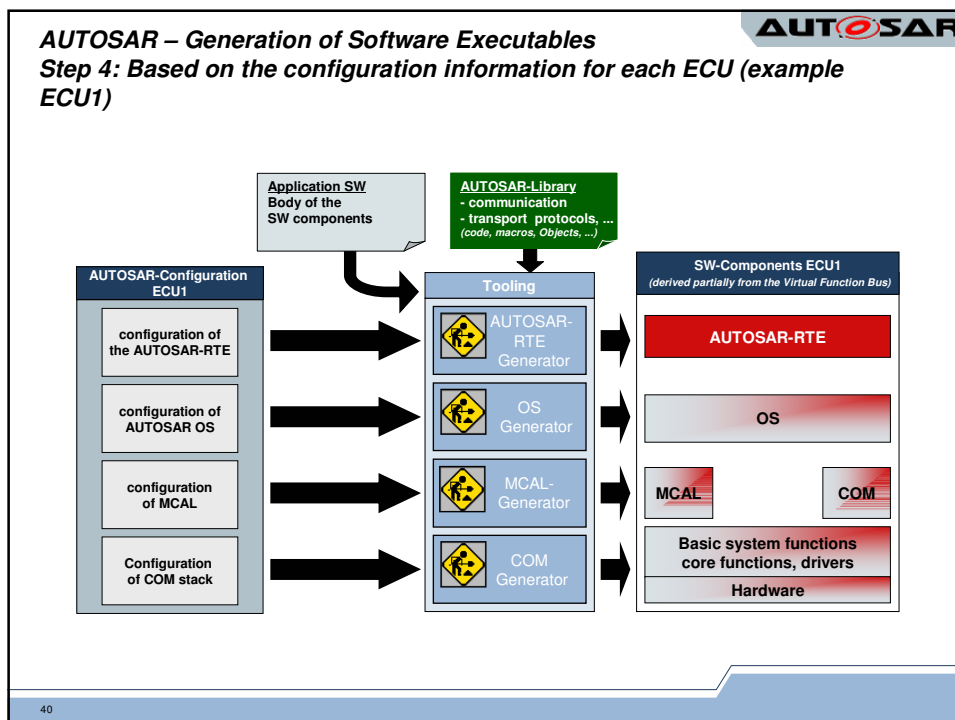 AUTOSAR
AUTOSAR – Generation of Software Executables
Step 4: Based on the configuration information for each ECU (example
ECU1)
Application SW
Body of the
SW components
AUTOSAR-Library
- communication
- transport protocols, ...
(code, macros, Objects, ...)
AUTOSAR-Configuration
ECU1
configuration of
the AUTOSAR-RTE
configuration of
AUTOSAR OS
configuration
of MCAL
Configuration
of COM stack
Tooling
AUTOSAR-
RTE
Generator
OS
Generator
MCAL-
Generator
COM
Generator
SW-Components ECU1
(derived partially from the Virtual Function Bus)
AUTOSAR-RTE
OS
MCAL
COM
Basic system functions
core functions, drivers
Hardware
40